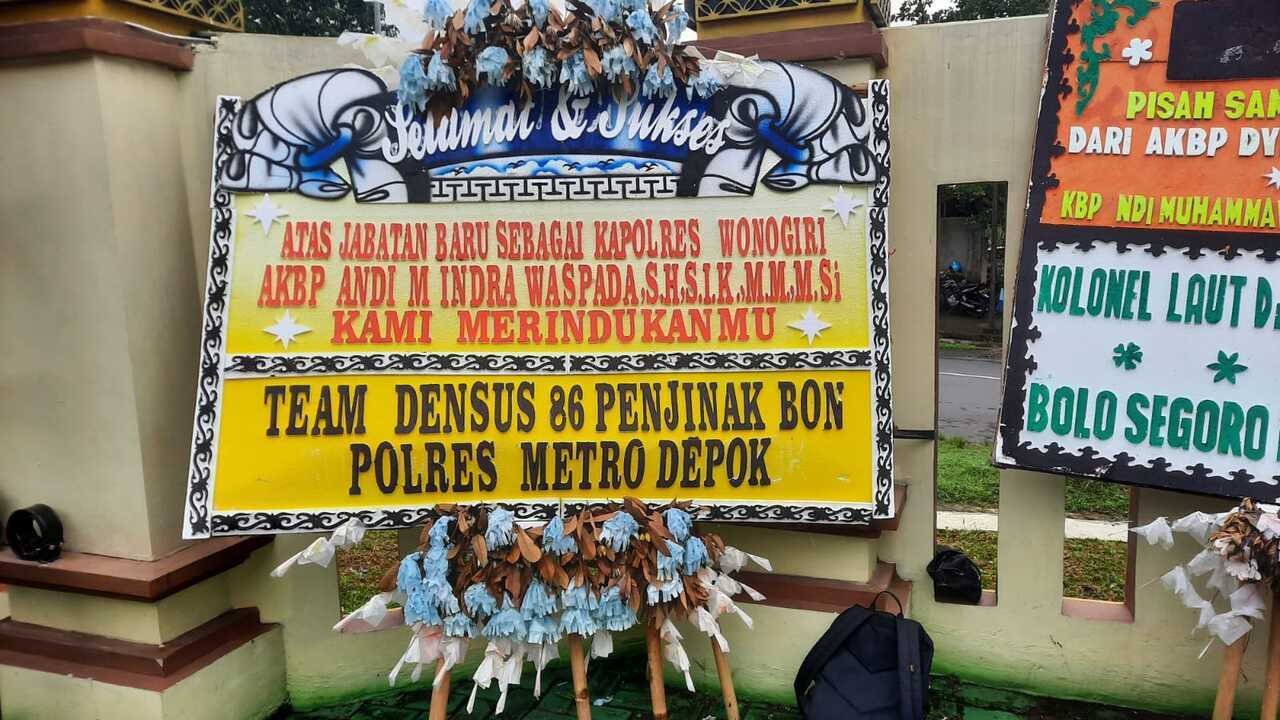 Selamat & Sukses
ATAS JABATAN BARU SEBAGAI KAPOLRES WONOGIRI
AKBP ANDI M INDRA WASPADA,S.H,S.I.K.,M.M.,M.Si
KAMI MERINDUKANMU
TEAM DENSUS 86 PENJINAK BON
POLRES METRO DEPOK
PISAH SA
DARI AKBP DY
KBP NDI MUHAMMA
KOLONEL LAUT D
BOLO SEGORO